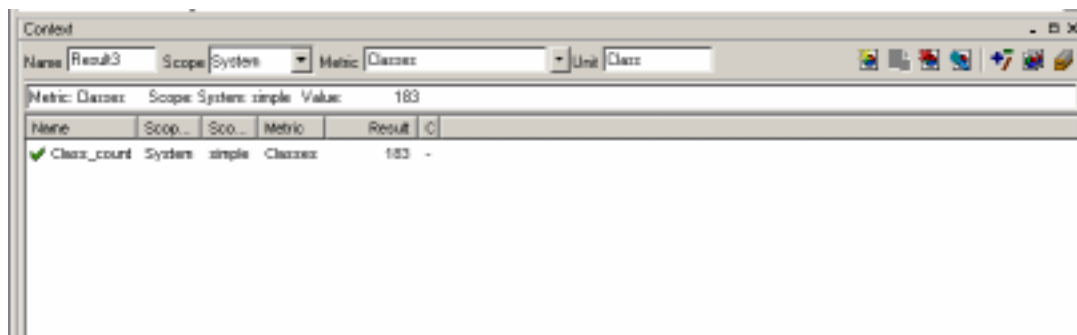 Context
Name Result3 Scope System Metric Classes Unit Class
Metric: Classes Scope: System: simple Value: 183
Name Scop... Sco... Metric Result C
Class_count System simple Classes 183 -